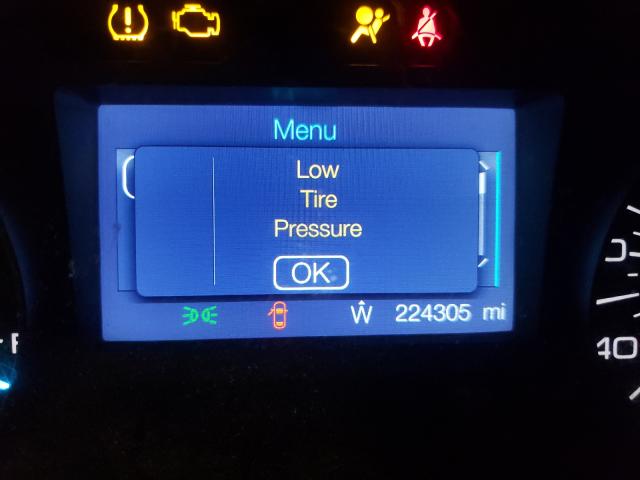 Menu
Low
Tire
Pressure
OK
W 224305 mi
F
40